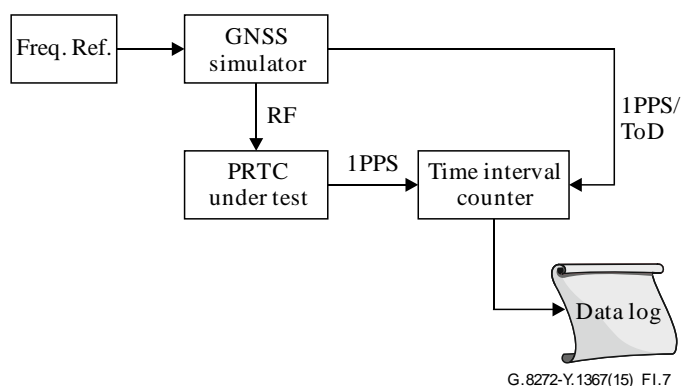 Freq. Ref.
GNSS
simulator
1PPS/
ToD
RF
PRTC
under test
1PPS
Time interval
counter
Data log
G.8272-Y.1367(15)_FI.7